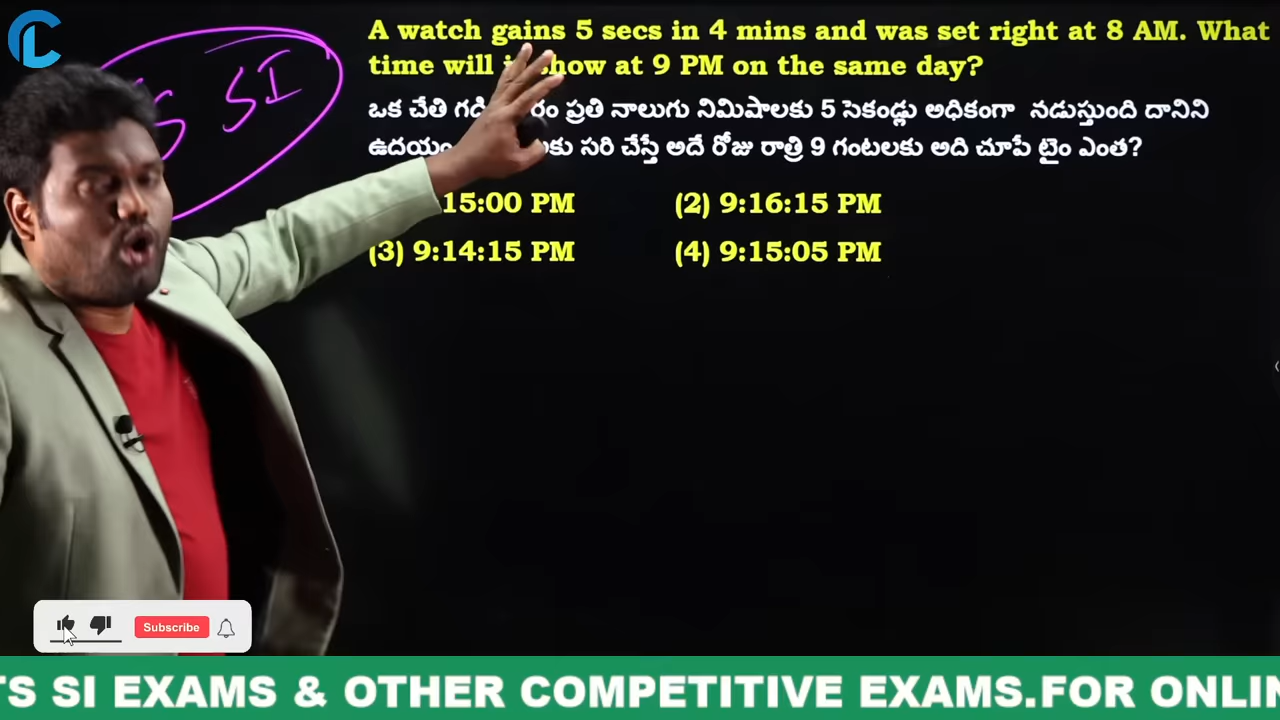 A watch gains 5 secs in 4 mins and was set right at 8 AM. What
time will show at 9 PM on the same day?
ఒక చేతి ప్రతి నాలుగు నిమిషాలకు 5 సెకండ్లు అధికంగా నడుస్తుంది దానిని
సరి చేస్తే అదే రోజు రాత్రి 9 గంటలకు అది చూపే టైం ఎంత?
15:00 PM (2) 9:16:15 PM
(3) 9:14:15 PM (4) 9:15:05 PM
S SI
Subscribe
TS SI EXAMS & OTHER COMPETITIVE EXAMS.FOR